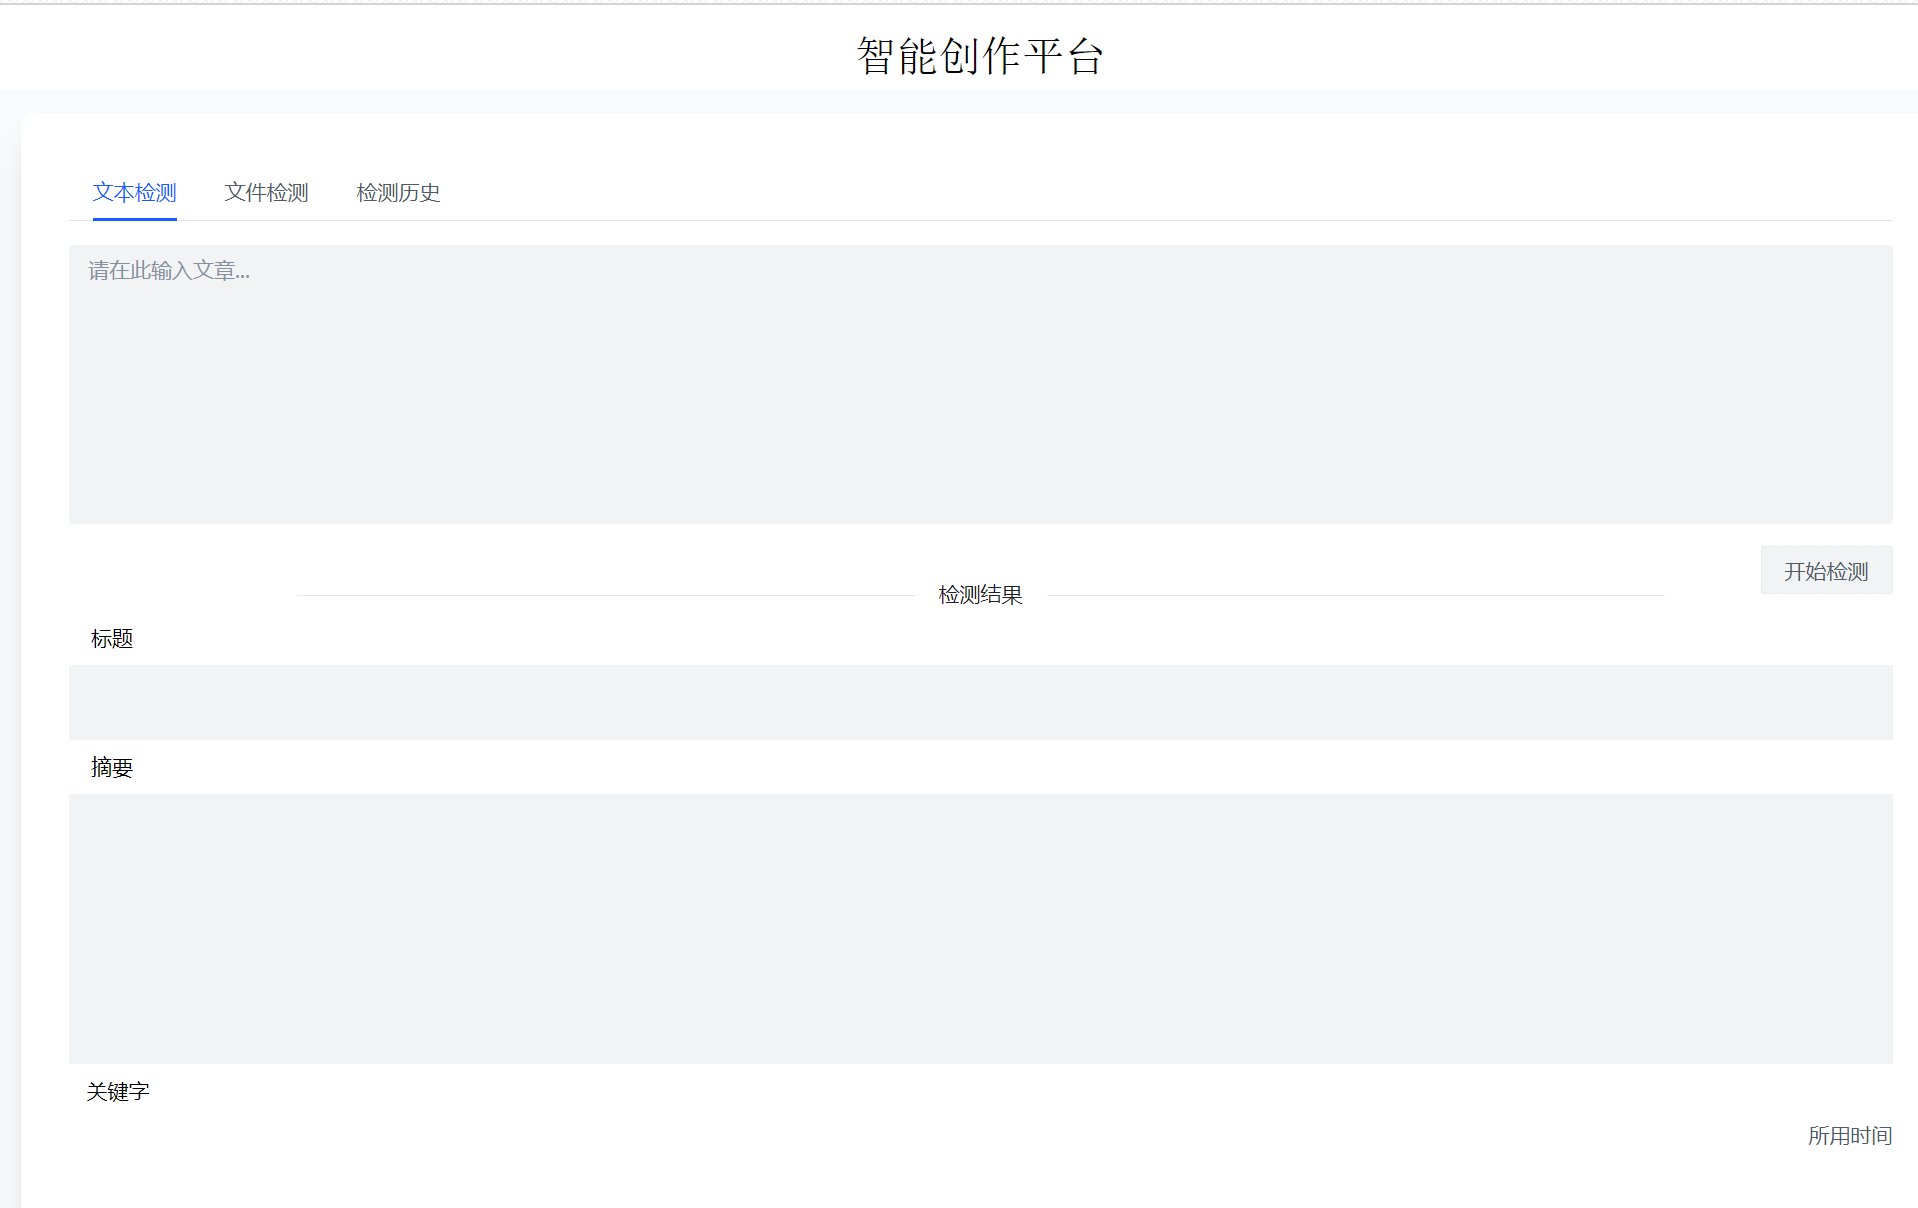 智能创作平台
文本检测 文件检测 检测历史
请在此输入文章...
开始检测
检测结果
标题
摘要
关键字
所用时间